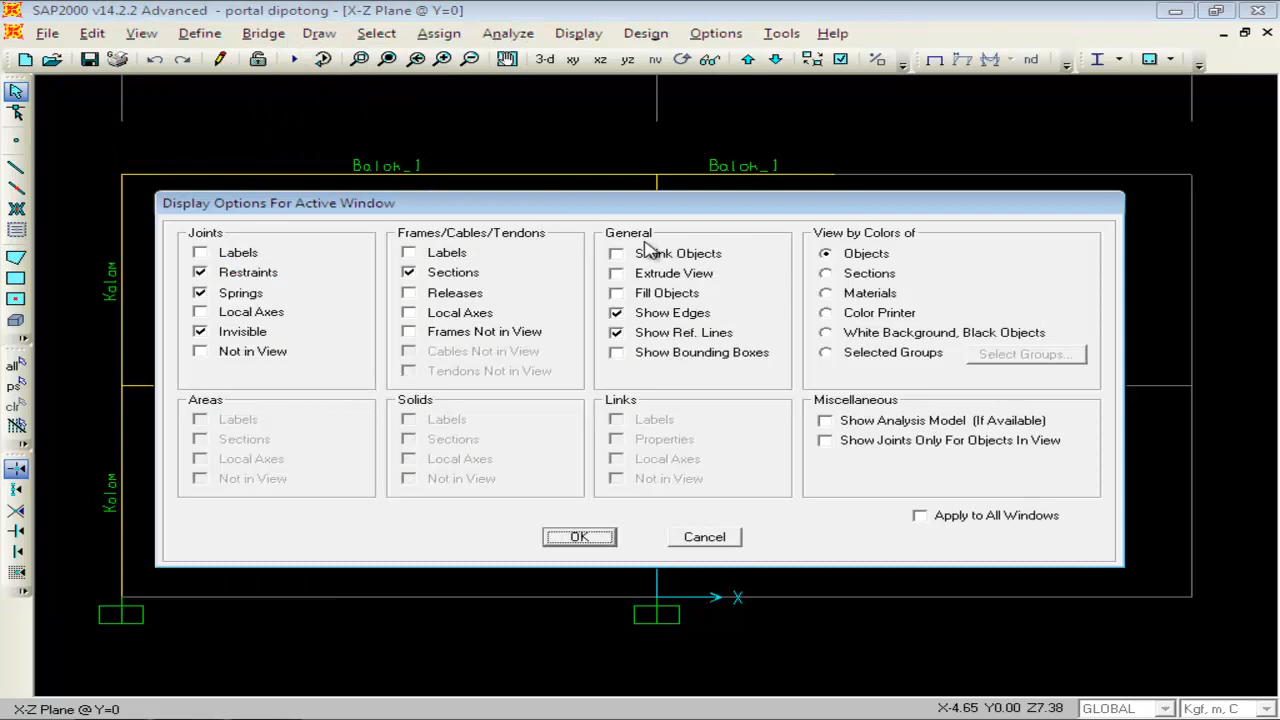 SAP2000 v14.2.2 Advanced - portal dipotong - [X-Z Plane @ Y=0]
File Edit View Define Bridge Draw Select Assign Analyze Display Design Options Tools Help
3-d xy xz yz nv nd
Balok_1 Balok_1
Kolom
Kolom
all
ps
clr
Display Options For Active Window
Joints
Labels
Restraints
Springs
Local Axes
Invisible
Not in View
Frames/Cables/Tendons
Labels
Sections
Releases
Local Axes
Frames Not in View
Cables Not in View
Tendons Not in View
General
Shrink Objects
Extrude View
Fill Objects
Show Edges
Show Ref. Lines
Show Bounding Boxes
View by Colors of
Objects
Sections
Materials
Color Printer
White Background, Black Objects
Selected Groups Select Groups...
Areas
Labels
Sections
Local Axes
Not in View
Solids
Labels
Sections
Local Axes
Not in View
Links
Labels
Properties
Local Axes
Not in View
Miscellaneous
Show Analysis Model (If Available)
Show Joints Only For Objects In View
Apply to All Windows
OK Cancel
X
X-Z Plane @ Y=0 X-4.65 Y0.00 Z7.38 GLOBAL Kgf, m, C